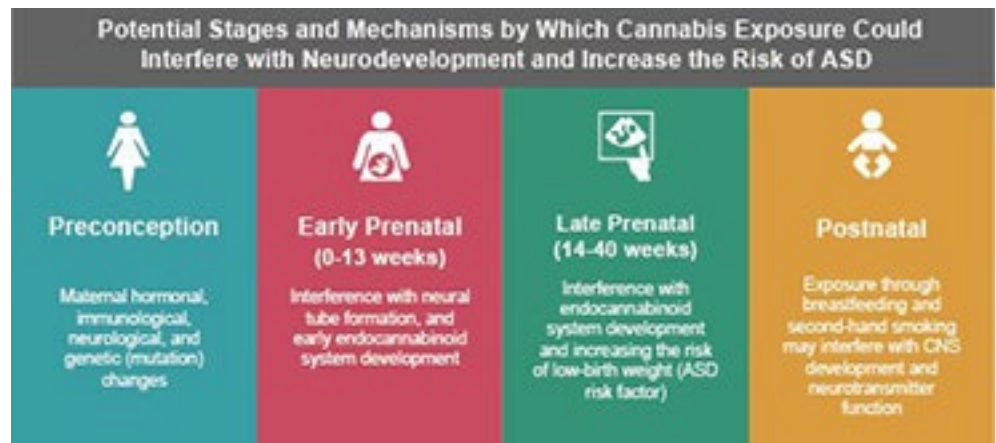 Potential Stages and Mechanisms by Which Cannabis Exposure Could
Interfere with Neurodevelopment and Increase the Risk of ASD
Preconception
Maternal hormonal,
immunological,
neurological, and
genetic (mutation)
changes
Early Prenatal
(0-13 weeks)
Interference with neural
tube formation, and
early endocannabinoid
system development
Late Prenatal
(14-40 weeks)
Interference with
endocannabinoid
system development
and increasing the risk
of low-birth weight (ASD
risk factor)
Postnatal
Exposure through
breastfeeding and
second-hand smoking
may interfere with CNS
development and
neurotransmitter
function